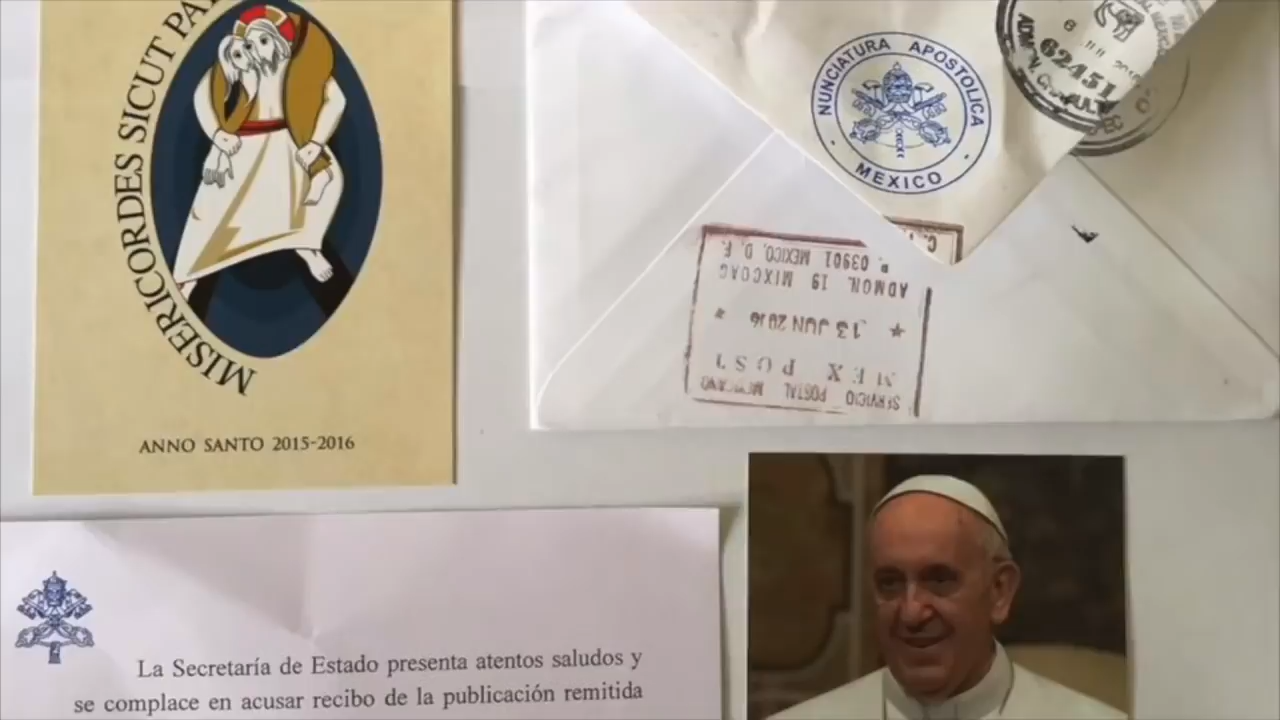 MISERICORDES SICUT PA
ANNO SANTO 2015-2016
NUNCIATURA APOSTOLICA
· MEXICO ·
62451
SERVICIO POSTAL MEXICANO
MEX POST
★ 13 JUN 2016 ★
ADMON. 19 MIXCOAC
03901 MEXICO, D. F.
La Secretaría de Estado presenta atentos saludos y
se complace en acusar recibo de la publicación remitida